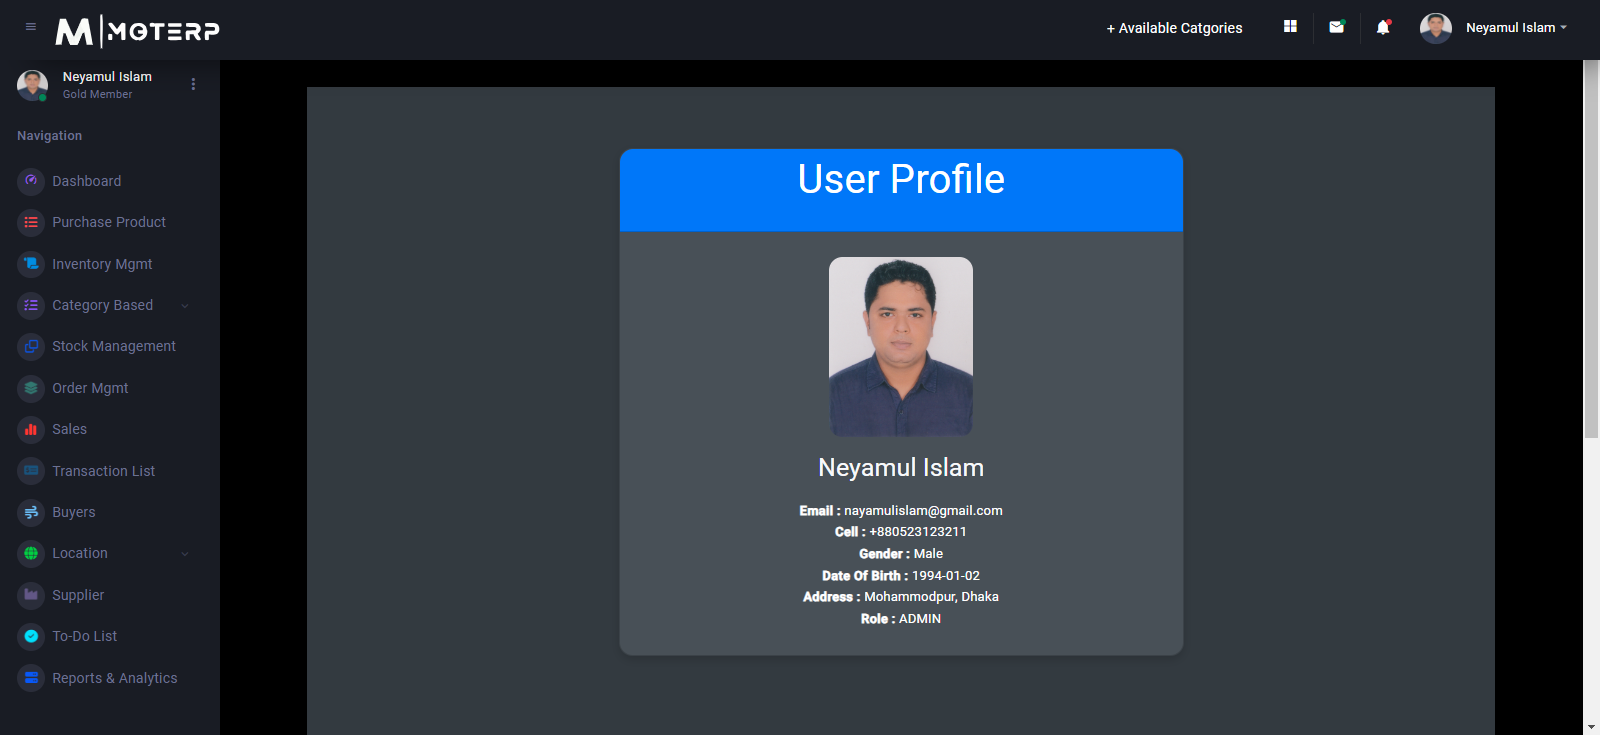 M MGTERP
+ Available Catgories
Neyamul Islam
Neyamul Islam
Gold Member
Navigation
Dashboard
Purchase Product
Inventory Mgmt
Category Based
Stock Management
Order Mgmt
Sales
Transaction List
Buyers
Location
Supplier
To-Do List
Reports & Analytics
User Profile
Neyamul Islam
Email : nayamulislam@gmail.com
Cell : +880523123211
Gender : Male
Date Of Birth : 1994-01-02
Address : Mohammodpur, Dhaka
Role : ADMIN